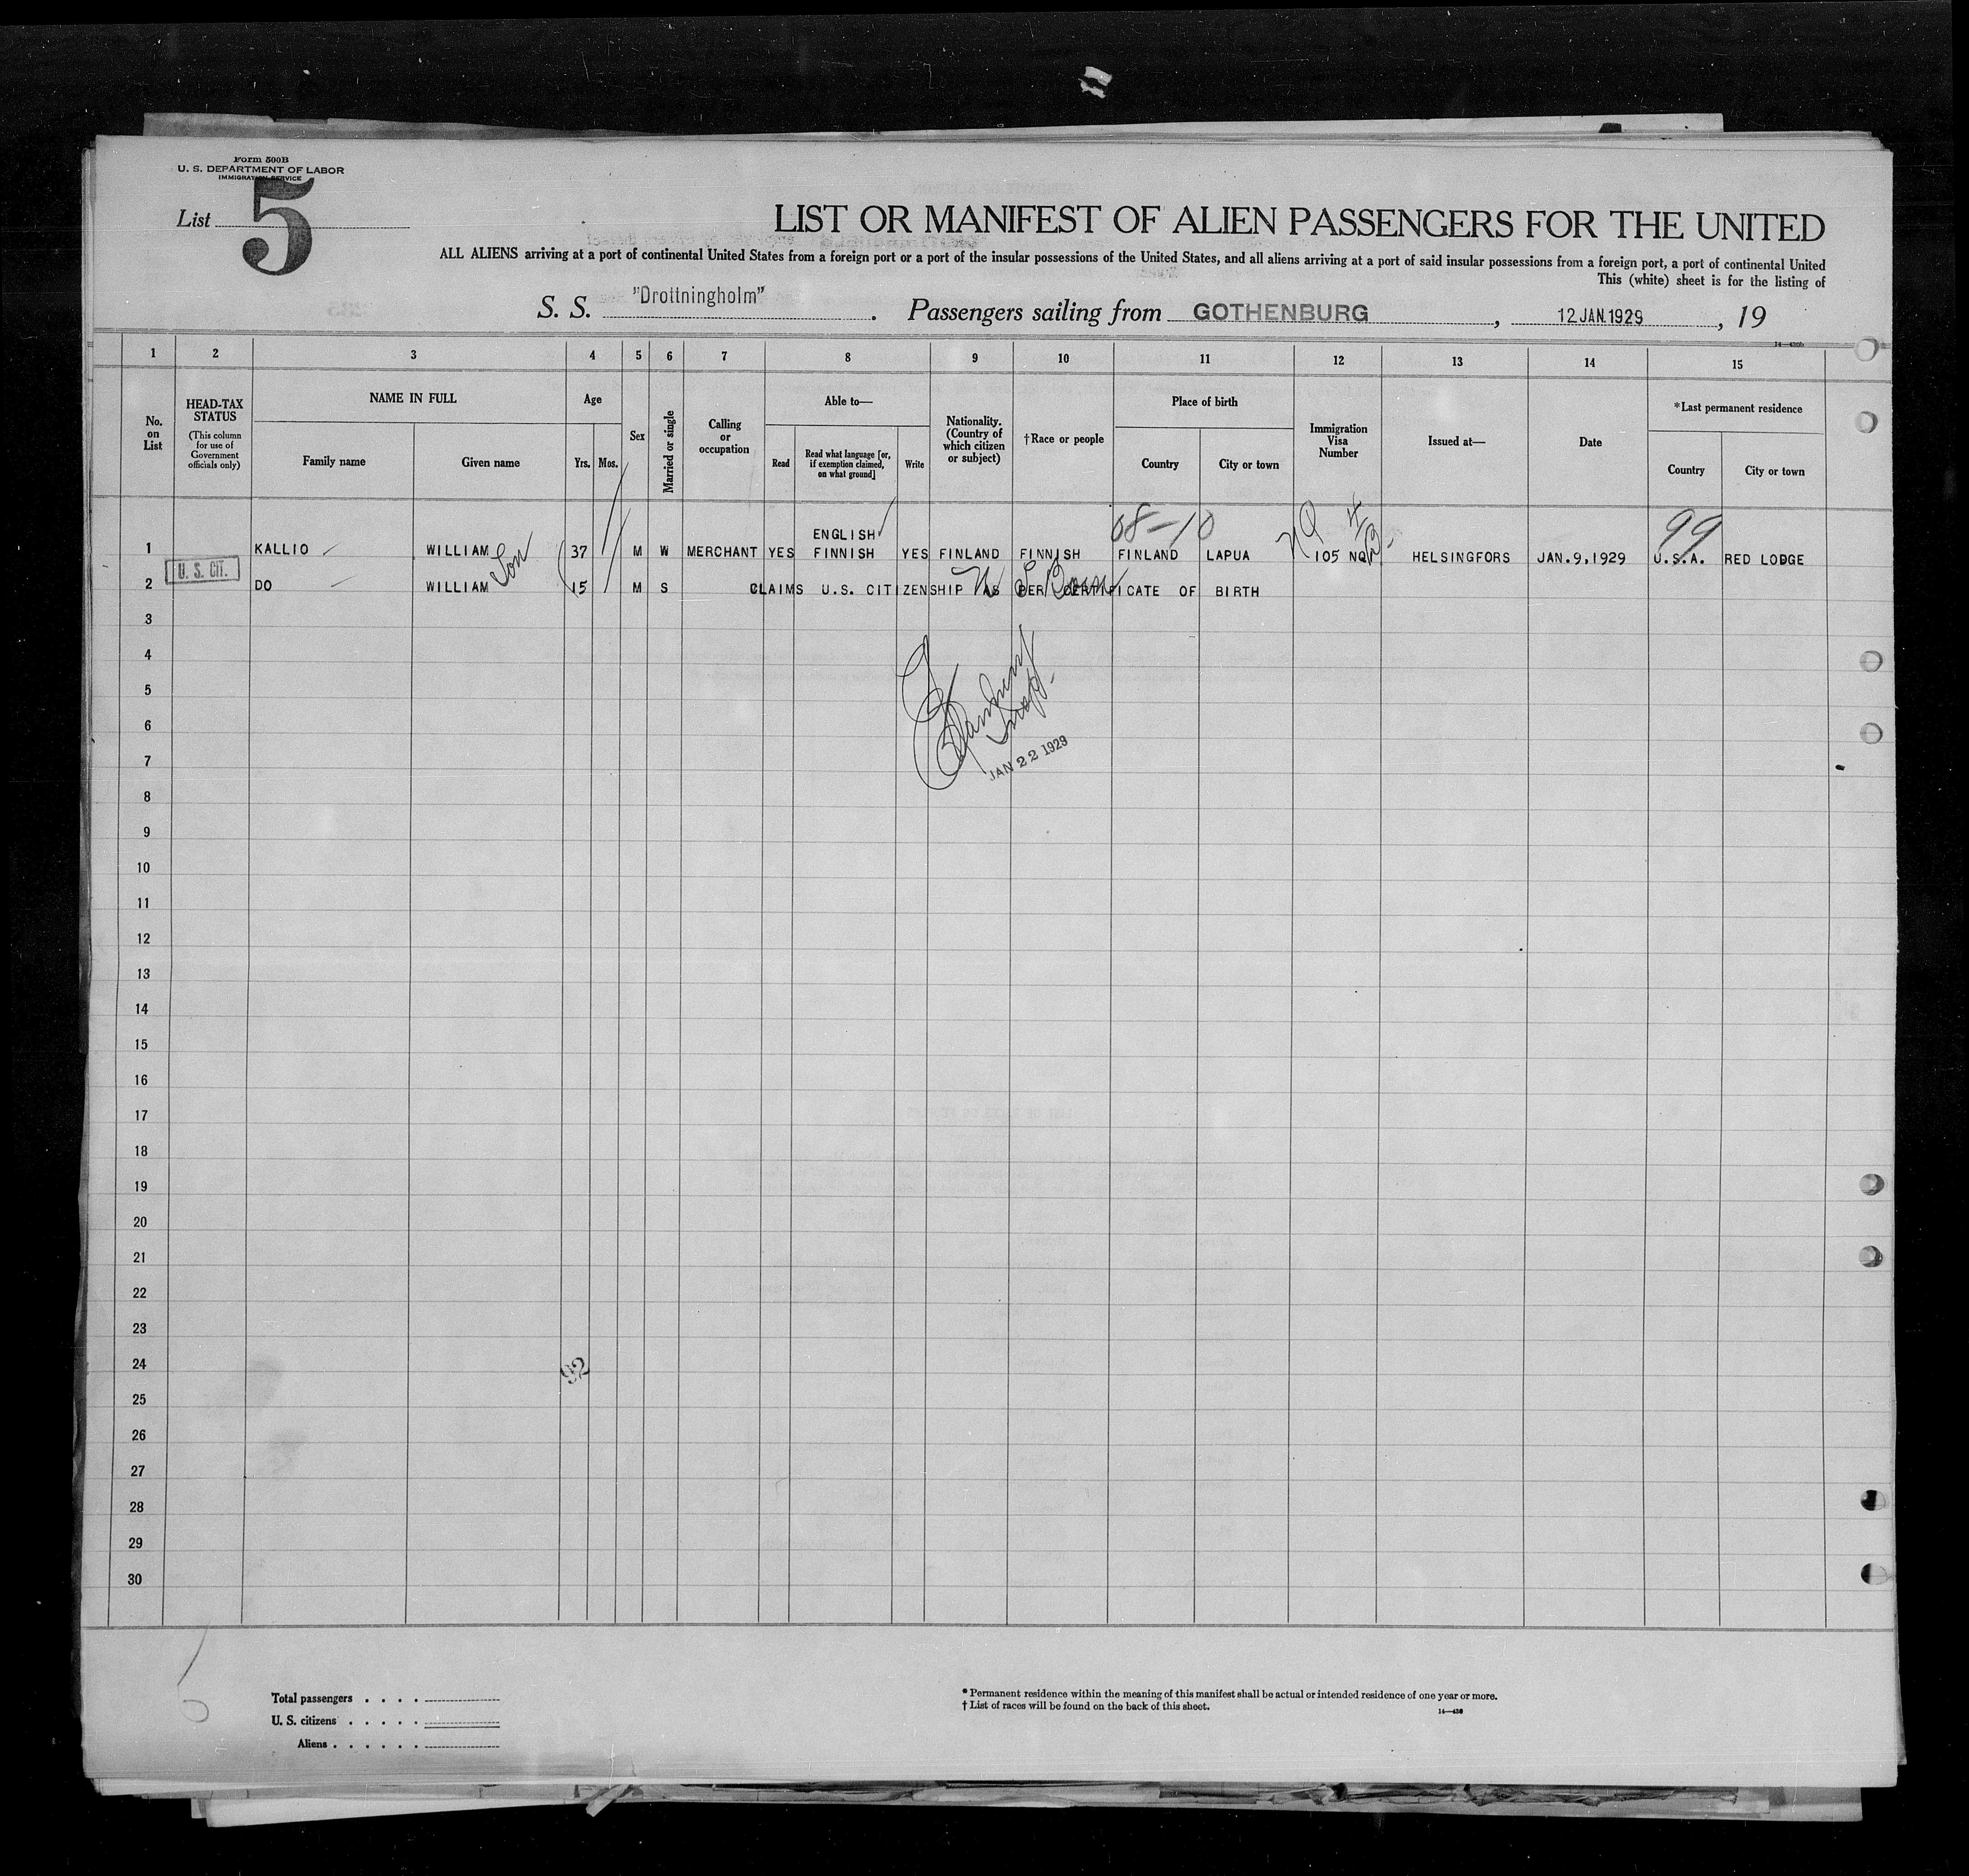 Form 500B
U. S. DEPARTMENT OF LABOR
IMMIGRATION SERVICE
List 5
LIST OR MANIFEST OF ALIEN PASSENGERS FOR THE UNITED
ALL ALIENS arriving at a port of continental United States from a foreign port or a port of the insular possessions of the United States, and all aliens arriving at a port of said insular possessions from a foreign port, a port of continental United
This (white) sheet is for the listing of
S. S. "Drottningholm". Passengers sailing from GOTHENBURG, 12 JAN. 1929, 19
1 2 3 4 5 6 7 8 9 10 11 12 13 14 15
No. on List
HEAD-TAX STATUS
(This column for use of Government officials only)
NAME IN FULL
Family name
Given name
Age
Yrs.
Mos.
Sex
Married or single
Calling or occupation
Able to—
Read
Read what language [or, if exemption claimed, on what ground]
Write
Nationality. (Country of which citizen or subject)
†Race or people
Place of birth
Country
City or town
Immigration Visa Number
Issued at—
Date
*Last permanent residence
Country
City or town
08-10
99
ENGLISH
1 KALLIO WILLIAM 37 M W MERCHANT YES FINNISH YES FINLAND FINNISH FINLAND LAPUA 105 NQ HELSINGFORS JAN.9,1929 U.S.A. RED LODGE
Son
NQ
U. S. CIT.
2 DO WILLIAM 15 M S CLAIMS U.S. CITIZENSHIP AS PER CERTIFICATE OF BIRTH
U S Born
3
4
5
6
7
JAN 22 1929
8
9
10
11
12
13
14
15
16
17
18
19
20
21
22
23
24
92
25
26
27
28
29
30
Total passengers . . . .
U. S. citizens . . . . .
Aliens . . . . . .
* Permanent residence within the meaning of this manifest shall be actual or intended residence of one year or more.
† List of races will be found on the back of this sheet.